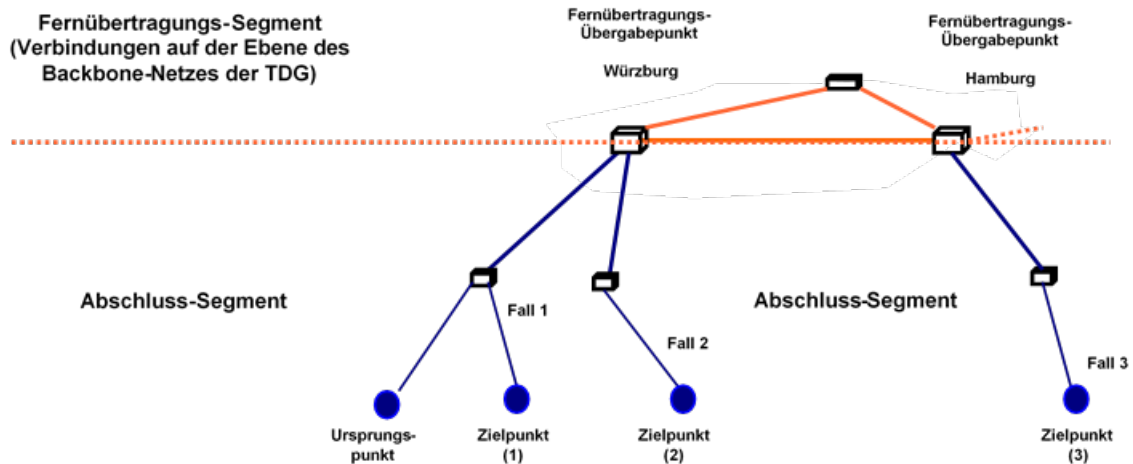 Fernübertragungs-Segment
(Verbindungen auf der Ebene des
Backbone-Netzes der TDG)
Fernübertragungs-
Übergabepunkt
Würzburg
Fernübertragungs-
Übergabepunkt
Hamburg
Abschluss-Segment
Abschluss-Segment
Fall 1
Fall 2
Fall 3
Ursprungs-
punkt
Zielpunkt
(1)
Zielpunkt
(2)
Zielpunkt
(3)